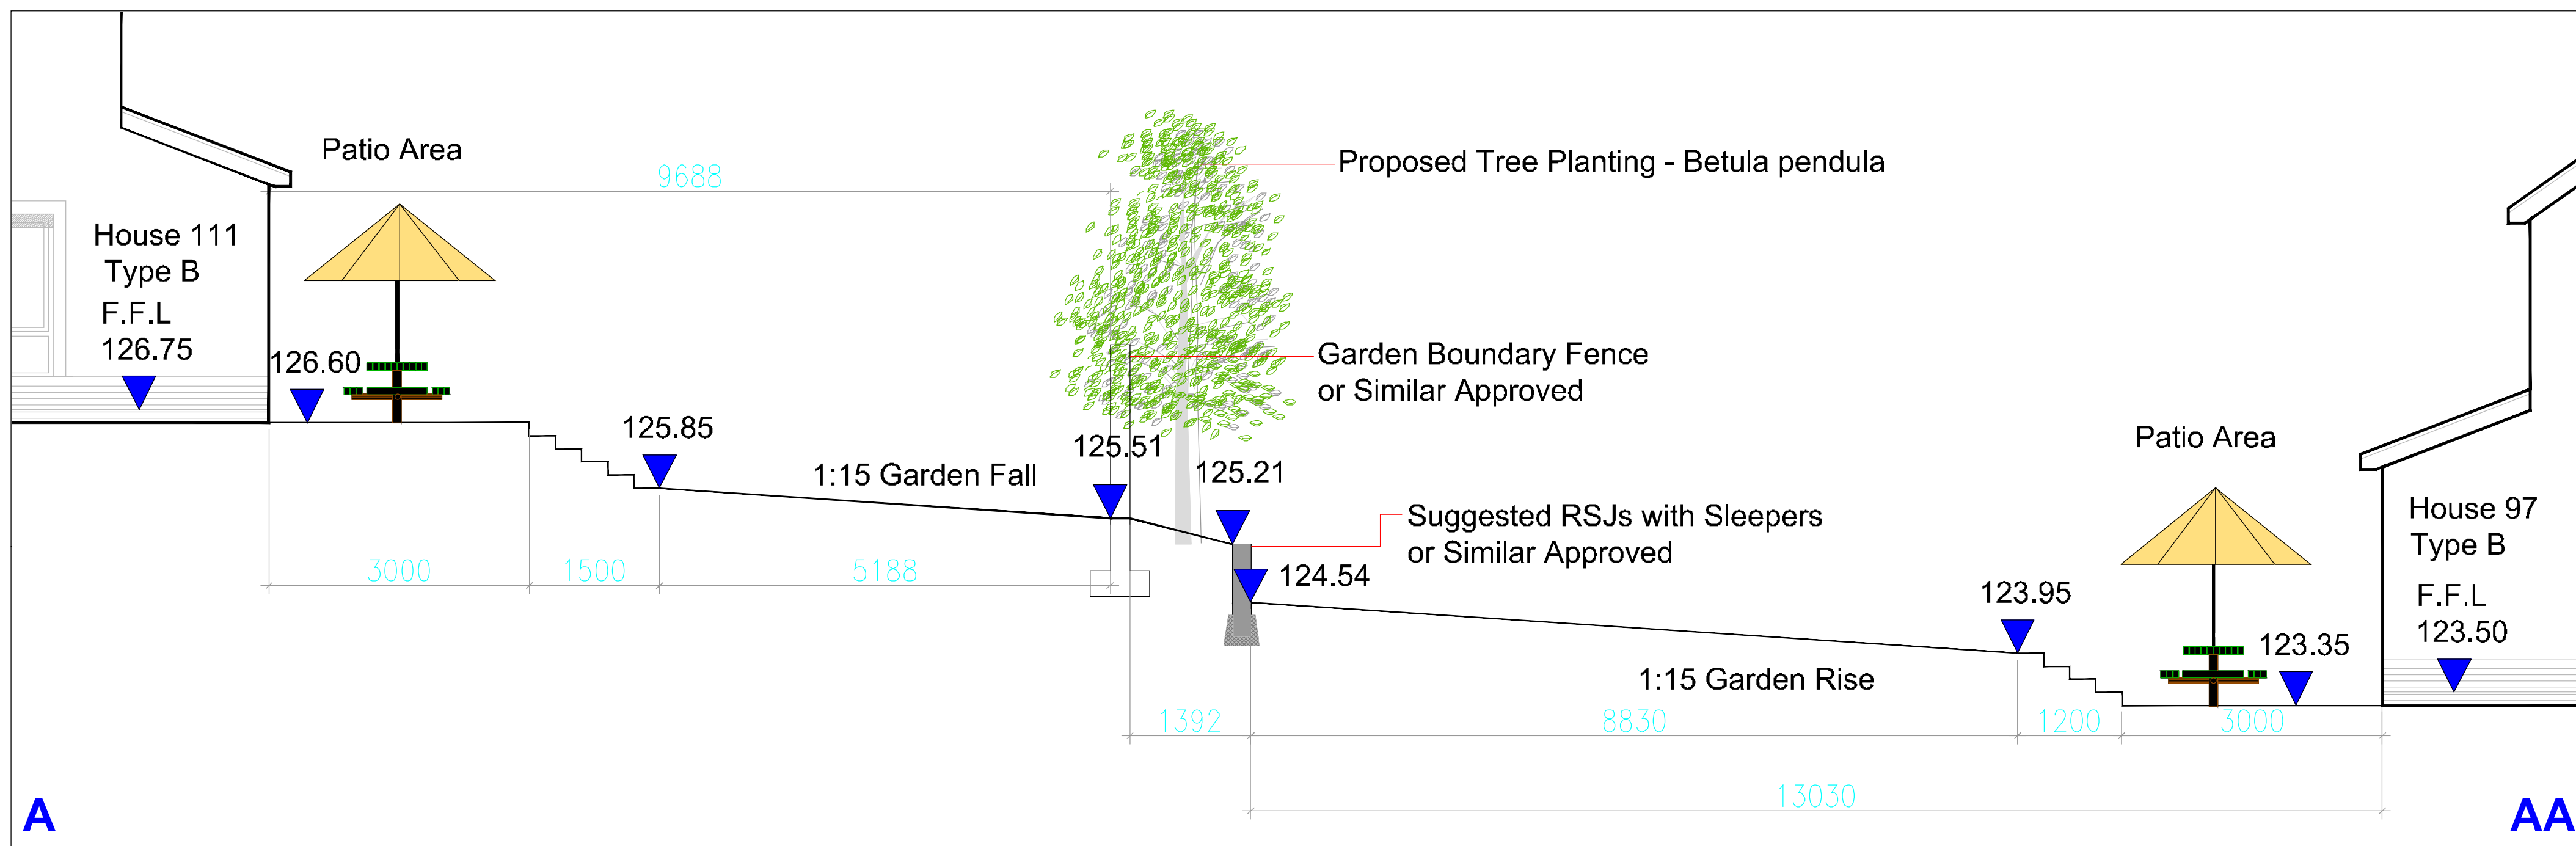 Patio Area
9688
Proposed Tree Planting - Betula pendula
House 111
Type B
F.F.L
126.75
126.60
Garden Boundary Fence
or Similar Approved
125.85
125.51
125.21
1:15 Garden Fall
Suggested RSJs with Sleepers
or Similar Approved
124.54
3000
1500
5188
Patio Area
House 97
Type B
F.F.L
123.50
123.95
123.35
1:15 Garden Rise
1392
8830
1200
3000
13030
A
AA